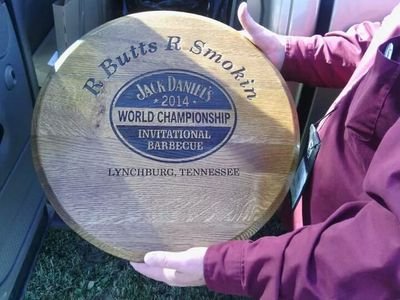 R Butts R Smokin
JACK DANIEL'S
2014
WORLD CHAMPIONSHIP
INVITATIONAL
BARBECUE
LYNCHBURG, TENNESSEE